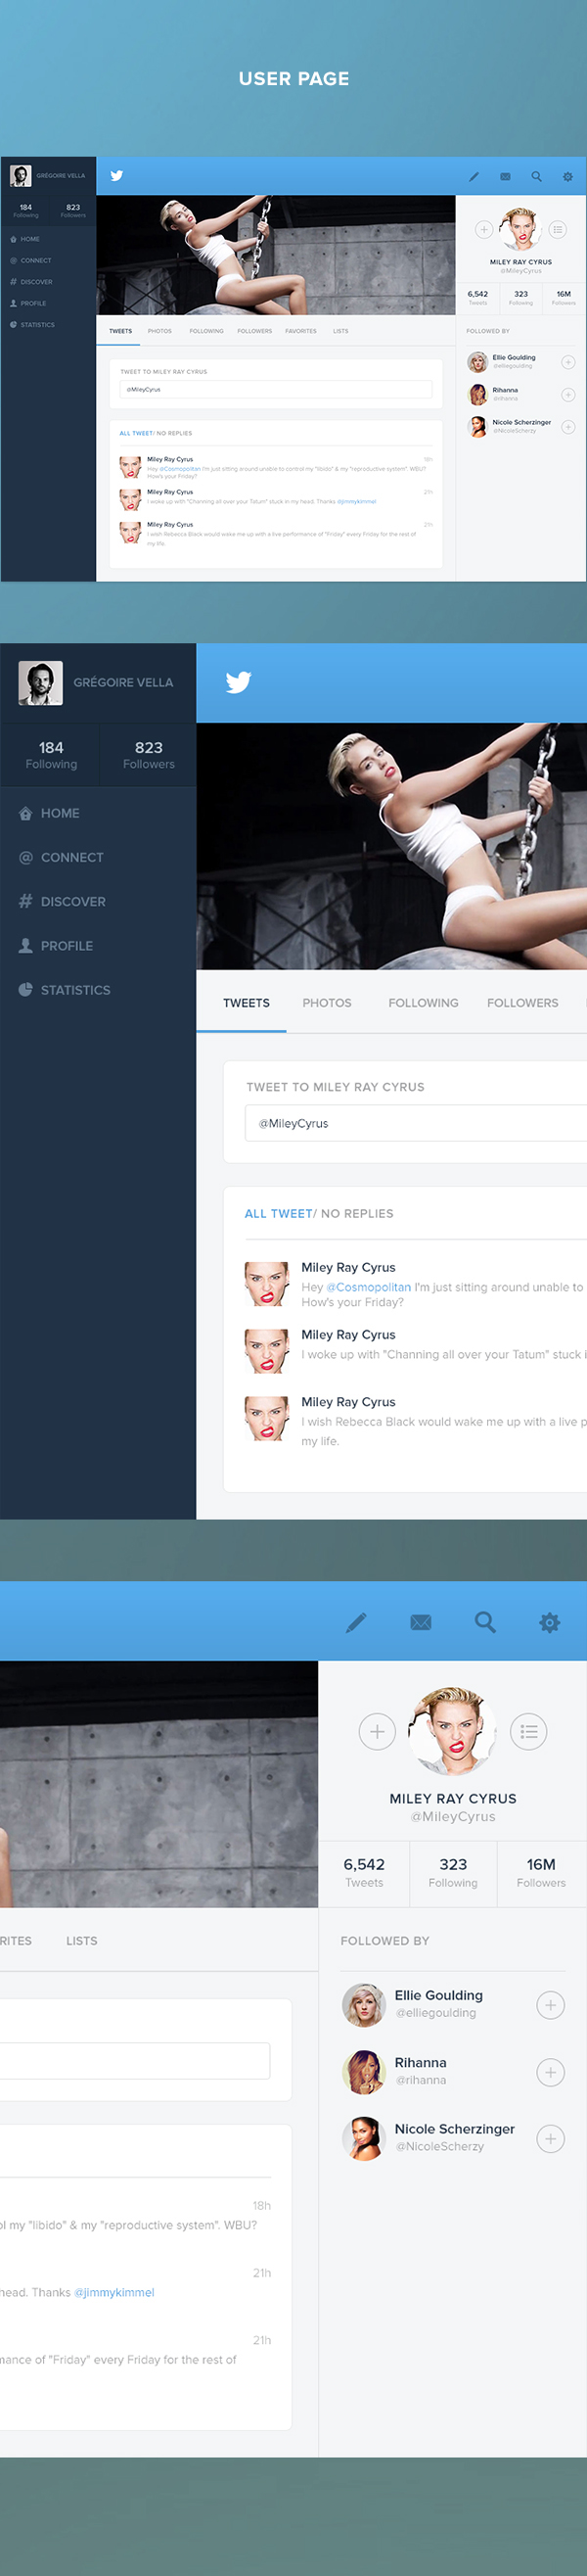 USER PAGE
GRÉGOIRE VELLA
184 823
Following Followers
HOME
CONNECT
DISCOVER
PROFILE
STATISTICS
TWEETS PHOTOS FOLLOWING FOLLOWERS FAVORITES LISTS
TWEET TO MILEY RAY CYRUS
@MileyCyrus
ALL TWEET/ NO REPLIES
Miley Ray Cyrus 18h
Hey @Cosmopolitan I'm just sitting around unable to control my "libido" & my "reproductive system". WBU?
How's your Friday?
Miley Ray Cyrus 21h
I woke up with "Channing all over your Tatum" stuck in my head. Thanks @jimmykimmel
Miley Ray Cyrus 21h
I wish Rebecca Black would wake me up with a live performance of "Friday" every Friday for the rest of
my life.
MILEY RAY CYRUS
@MileyCyrus
6,542 323 16M
Tweets Following Followers
FOLLOWED BY
Ellie Goulding
@elliegoulding
Rihanna
@rihanna
Nicole Scherzinger
@NicoleScherzy
GRÉGOIRE VELLA
184 823
Following Followers
HOME
CONNECT
DISCOVER
PROFILE
STATISTICS
TWEETS PHOTOS FOLLOWING FOLLOWERS
TWEET TO MILEY RAY CYRUS
@MileyCyrus
ALL TWEET/ NO REPLIES
Miley Ray Cyrus
Hey @Cosmopolitan I'm just sitting around unable to
How's your Friday?
Miley Ray Cyrus
I woke up with "Channing all over your Tatum" stuck i
Miley Ray Cyrus
I wish Rebecca Black would wake me up with a live p
my life.
MILEY RAY CYRUS
@MileyCyrus
6,542 323 16M
Tweets Following Followers
RITES LISTS
FOLLOWED BY
Ellie Goulding
@elliegoulding
Rihanna
@rihanna
Nicole Scherzinger
@NicoleScherzy
18h
ol my "libido" & my "reproductive system". WBU?
21h
head. Thanks @jimmykimmel
21h
mance of "Friday" every Friday for the rest of